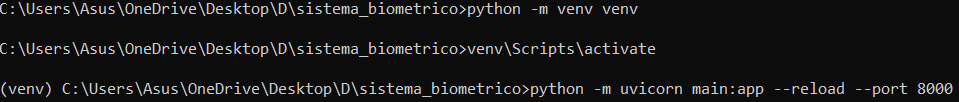 C:\Users\Asus\OneDrive\Desktop\D\sistema_biometrico>python -m venv venv
C:\Users\Asus\OneDrive\Desktop\D\sistema_biometrico>venv\Scripts\activate
(venv) C:\Users\Asus\OneDrive\Desktop\D\sistema_biometrico>python -m uvicorn main:app --reload --port 8000